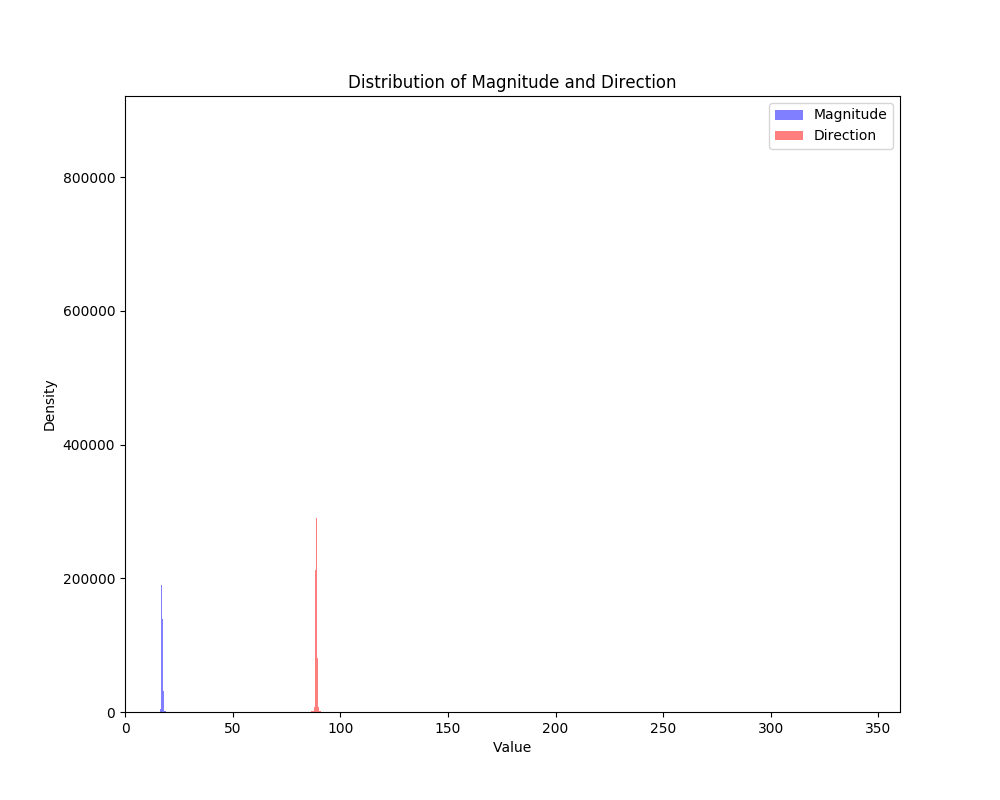 Distribution of Magnitude and Direction
Magnitude
Direction
800000
600000
400000
200000
0
Density
0 50 100 150 200 250 300 350
Value